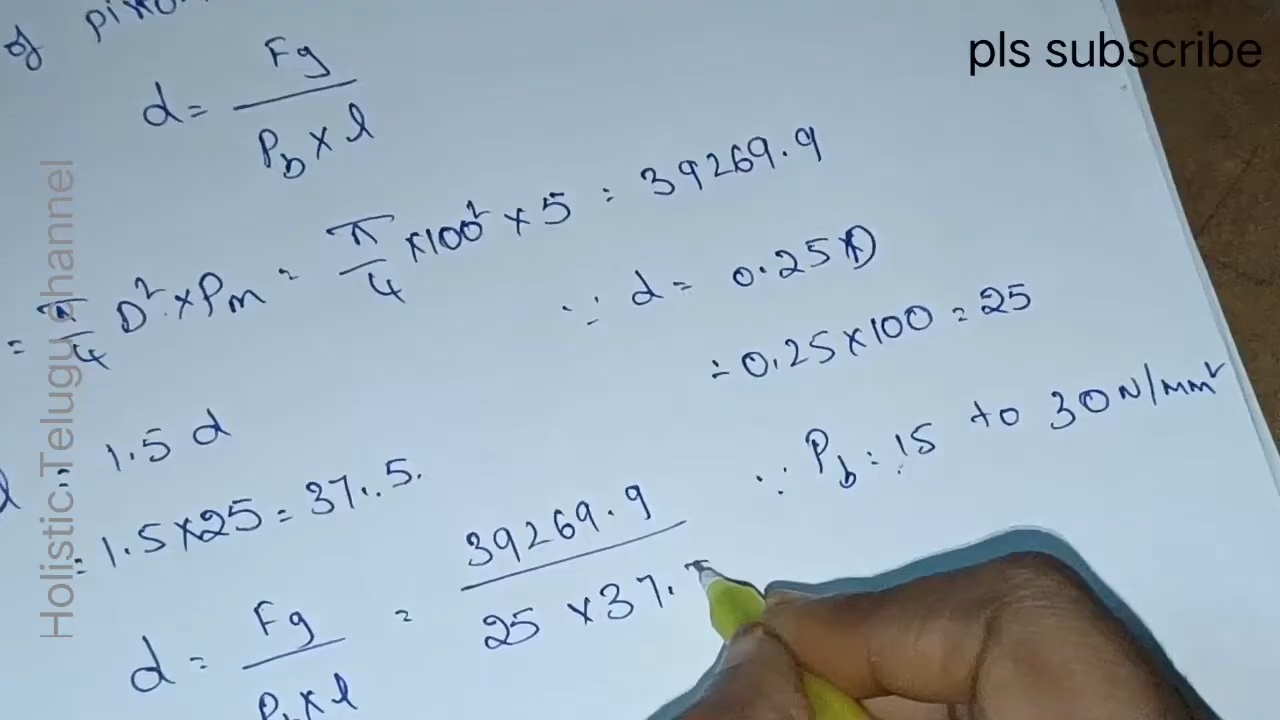 pls subscribe
of piston
d = Fg / Pb × l
= π/4 D² × Pm = π/4 × 100² × 5 = 39269.9
∵ d = 0.25 × D
= 0.25 × 100 = 25
l = 1.5 d
= 1.5 × 25 = 37.5.
∵ Pb = 15 to 30 N/mm²
d = Fg / Pb × l = 39269.9 / 25 × 37.
Holistic Telugu channel